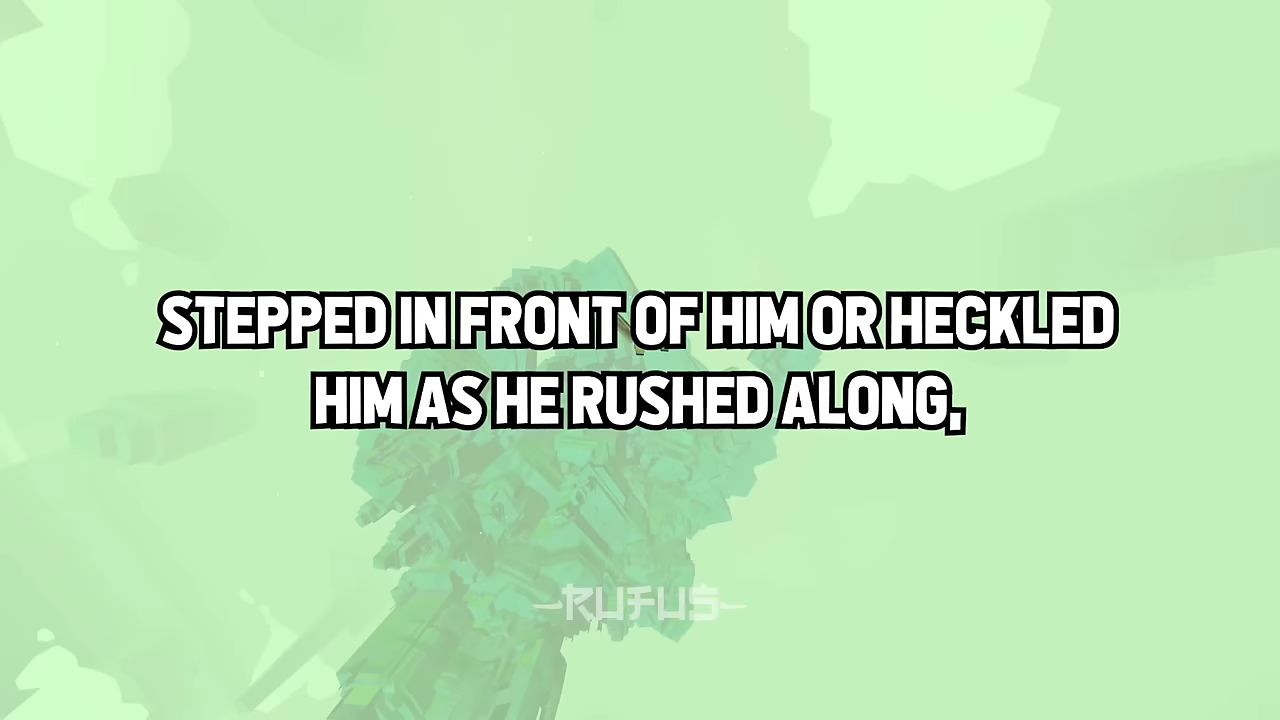 STEPPED IN FRONT OF HIM OR HECKLED
HIM AS HE RUSHED ALONG,
-RUFUS-